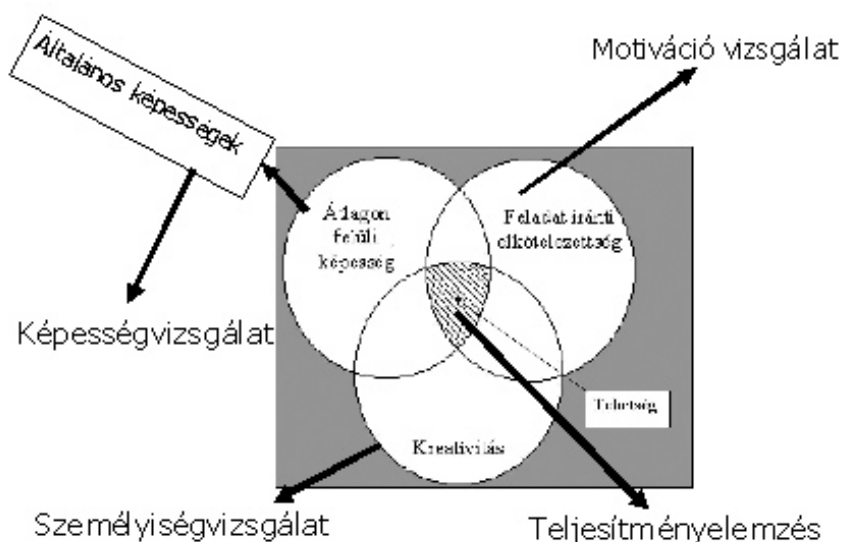 Motiváció vizsgálat
Általános képességek
Átlagon
felüli
képesség
Feladat iránti
elkötelezettség
Képességvizsgálat
Tehetség
Kreativitás
Személyiségvizsgálat
Teljesítményelemzés